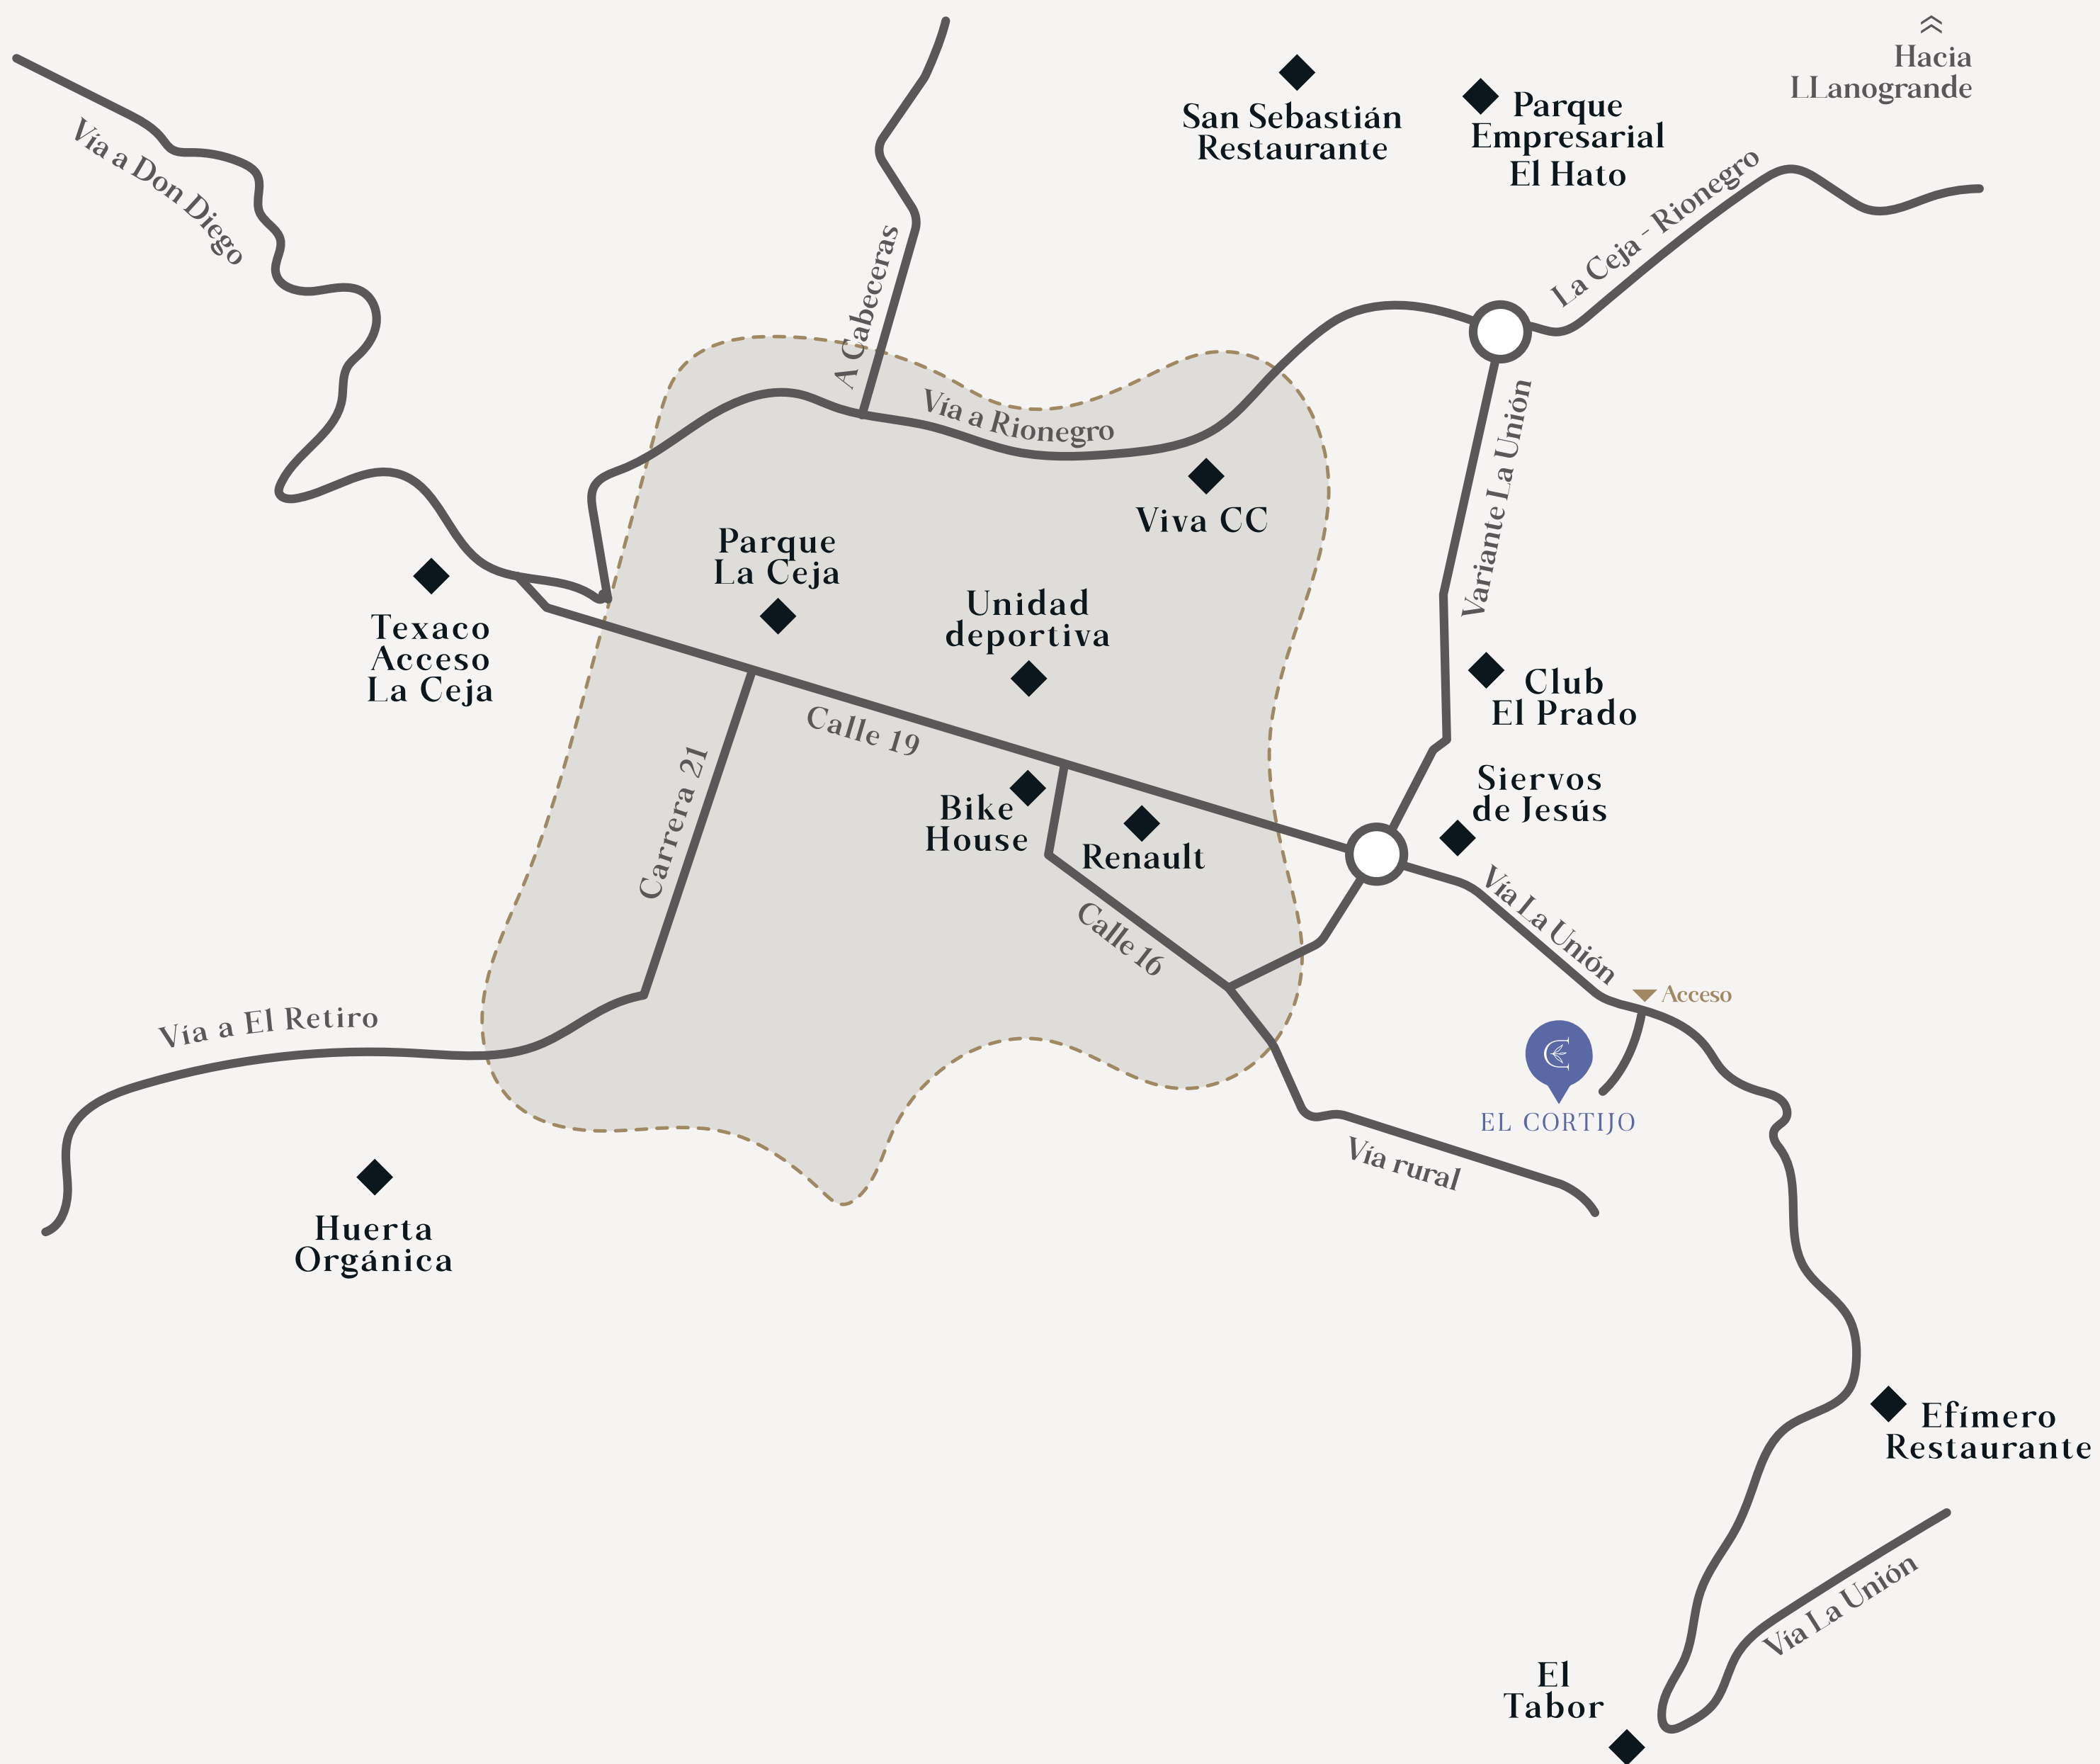 Hacia
LLanogrande
San Sebastián
Restaurante
Parque
Empresarial
El Hato
Vía a Don Diego
La Ceja - Rionegro
A Cabeceras
Vía a Rionegro
Variante La Unión
Viva CC
Parque
La Ceja
Unidad
deportiva
Texaco
Acceso
La Ceja
Club
El Prado
Calle 19
Carrera 21
Siervos
de Jesús
Bike
House
Renault
Calle 16
Vía La Unión
Acceso
Vía a El Retiro
EL CORTIJO
Vía rural
Huerta
Orgánica
Efímero
Restaurante
Vía La Unión
El
Tabor